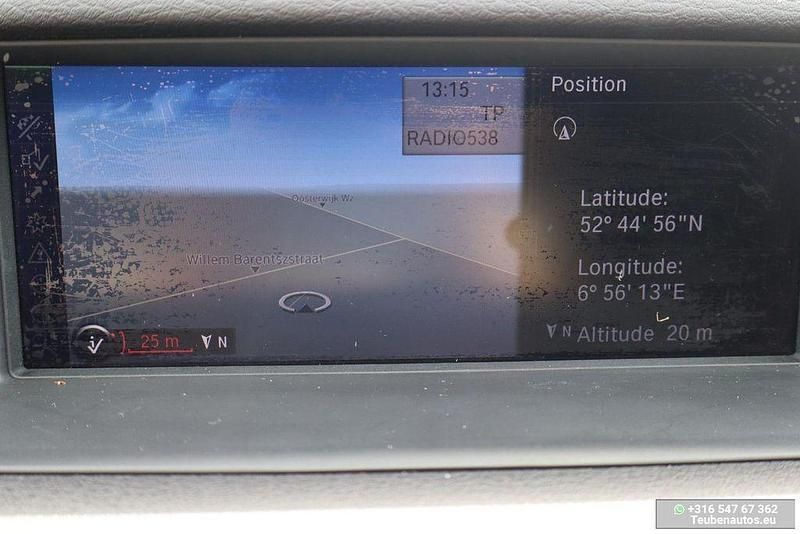 13:15
TP
RADIO538
Oosterwijk Wz
Willem Barentszstraat
25 m
N
Position
Latitude:
52° 44' 56"N
Longitude:
6° 56' 13"E
N Altitude 20 m
+316 547 67 362
Teubenautos.eu